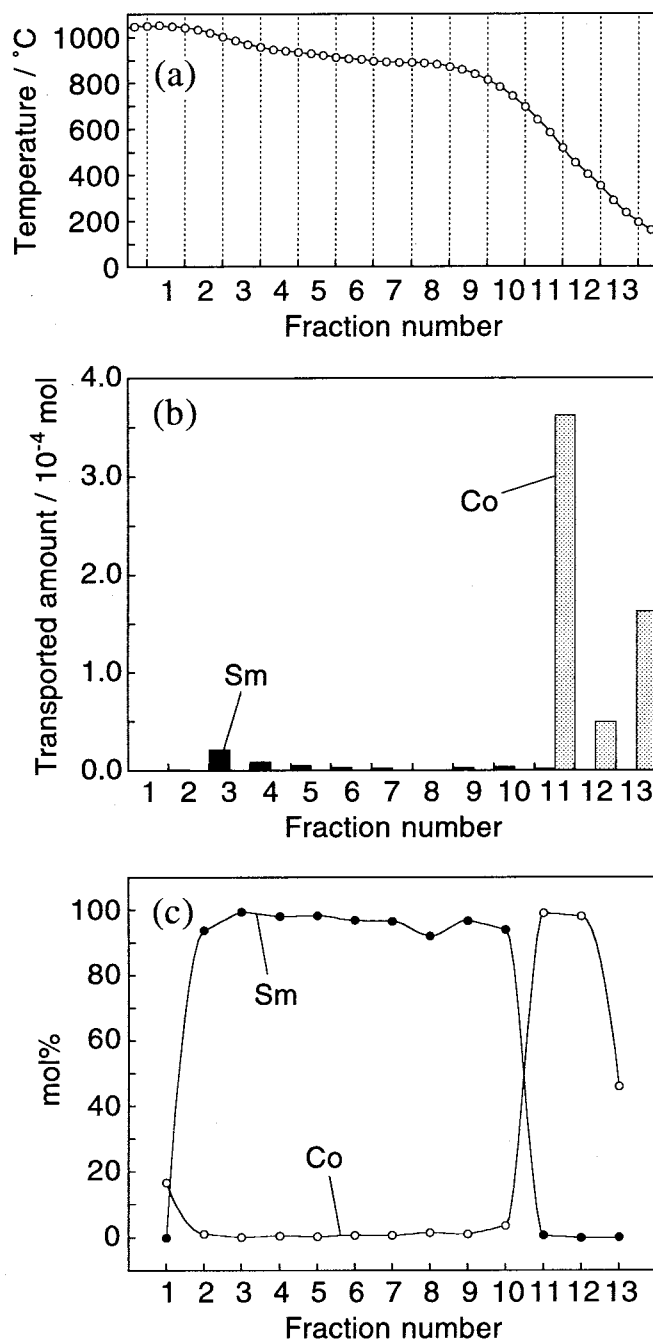 (a)
Temperature / ˚C
1000
800
600
400
200
0
1 2 3 4 5 6 7 8 9 10 11 12 13
Fraction number
(b)
Transported amount / 10⁻⁴ mol
4.0
3.0
2.0
1.0
0.0
Co
Sm
1 2 3 4 5 6 7 8 9 10 11 12 13
Fraction number
(c)
mol%
100
80
60
40
20
0
Sm
Co
1 2 3 4 5 6 7 8 9 10 11 12 13
Fraction number